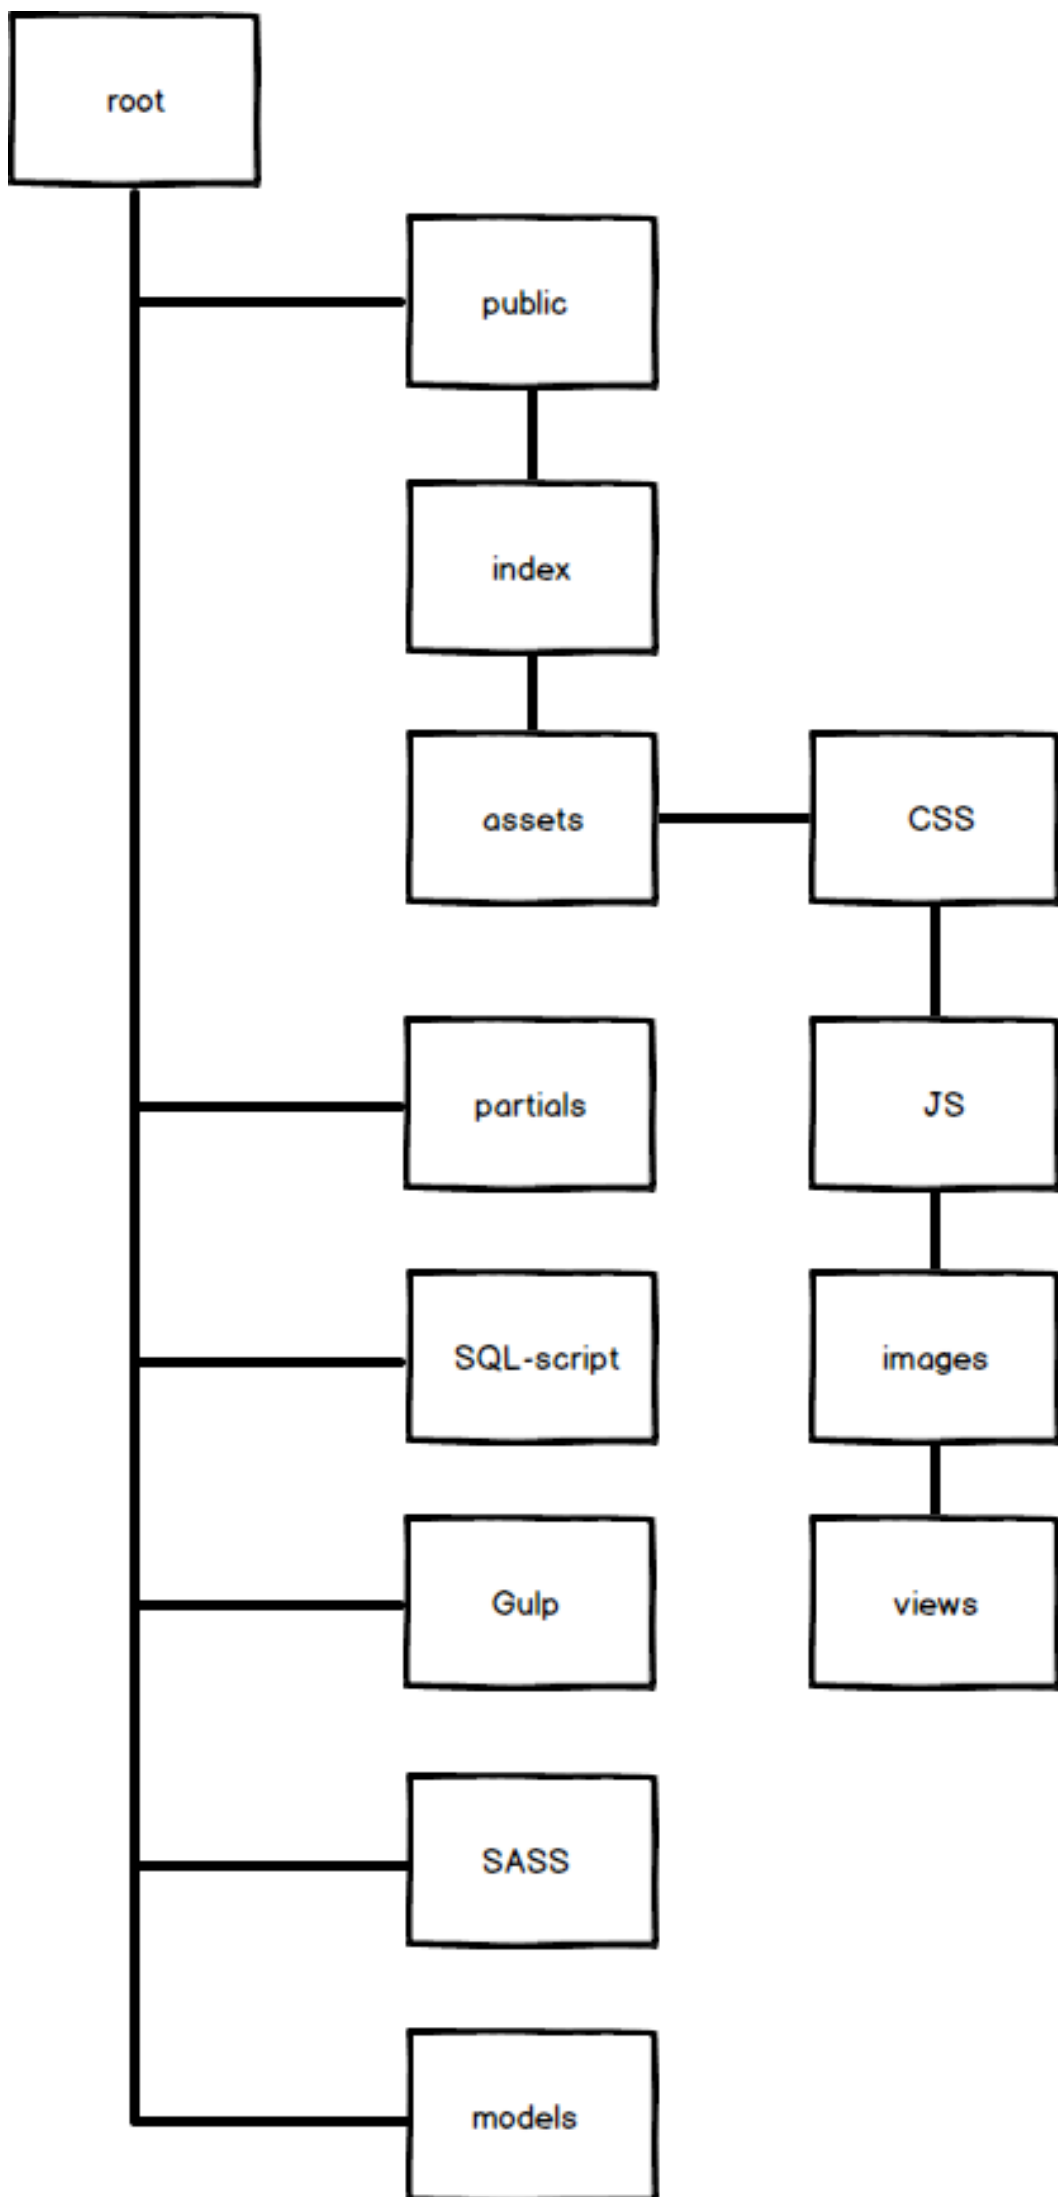 root
public
index
assets
CSS
partials
JS
SQL-script
images
Gulp
views
SASS
models